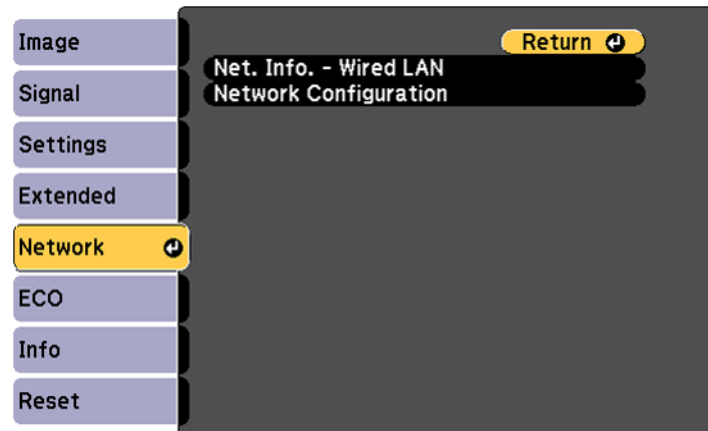 Image
Signal
Settings
Extended
Network
ECO
Info
Reset
Return
Net. Info. - Wired LAN
Network Configuration